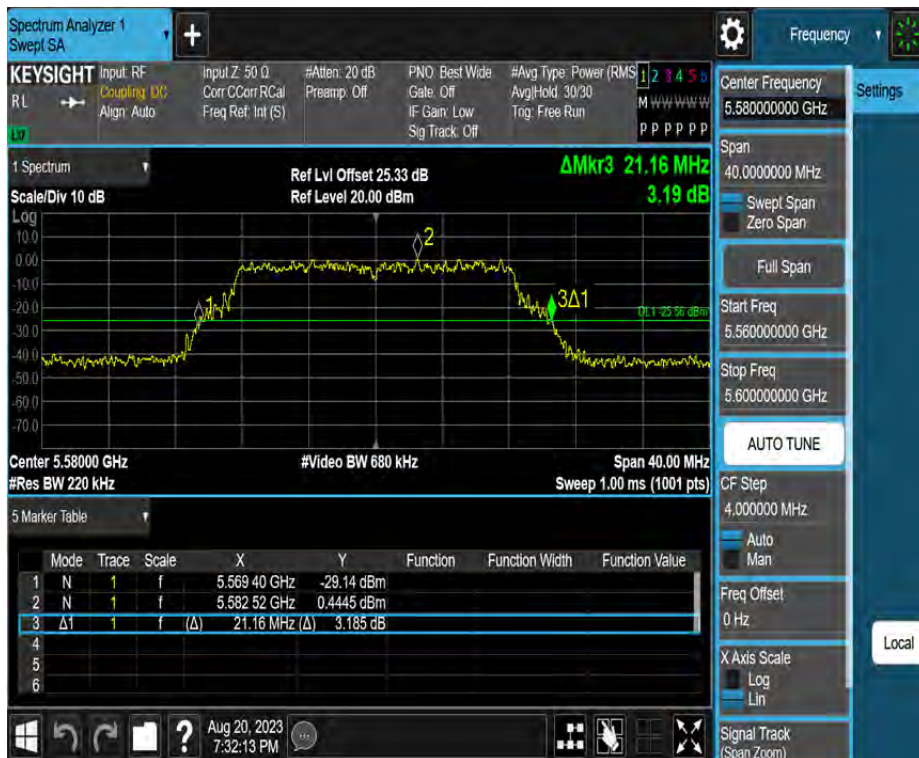 Spectrum Analyzer 1
Swept SA
Frequency
KEYSIGHT
RL
LXI
Input: RF
Coupling: DC
Align: Auto
Input Z: 50 Ω
Corr CCorr RCal
Freq Ref: Int (S)
#Atten: 20 dB
Preamp: Off
PNO: Best Wide
Gate: Off
IF Gain: Low
Sig Track: Off
#Avg Type: Power (RMS
Avg|Hold: 30/30
Trig: Free Run
1 2 3 4 5 6
M W W W W W
P P P P P P
1 Spectrum
Scale/Div 10 dB
Ref Lvl Offset 25.33 dB
Ref Level 20.00 dBm
ΔMkr3 21.16 MHz
3.19 dB
Log
10.0
0.00
-10.0
-20.0
-30.0
-40.0
-50.0
-60.0
-70.0
1
2
3Δ1
DL1 -25.56 dBm
Center 5.58000 GHz
#Video BW 680 kHz
Span 40.00 MHz
#Res BW 220 kHz
Sweep 1.00 ms (1001 pts)
5 Marker Table
Mode Trace Scale X Y Function Function Width Function Value
1 N 1 f 5.569 40 GHz -29.14 dBm
2 N 1 f 5.582 52 GHz 0.4445 dBm
3 Δ1 1 f (Δ) 21.16 MHz (Δ) 3.185 dB
4
5
6
Aug 20, 2023
7:32:13 PM
Center Frequency
5.580000000 GHz
Span
40.0000000 MHz
Swept Span
Zero Span
Full Span
Start Freq
5.560000000 GHz
Stop Freq
5.600000000 GHz
AUTO TUNE
CF Step
4.000000 MHz
Auto
Man
Freq Offset
0 Hz
X Axis Scale
Log
Lin
Signal Track
(Span Zoom)
Settings
Local